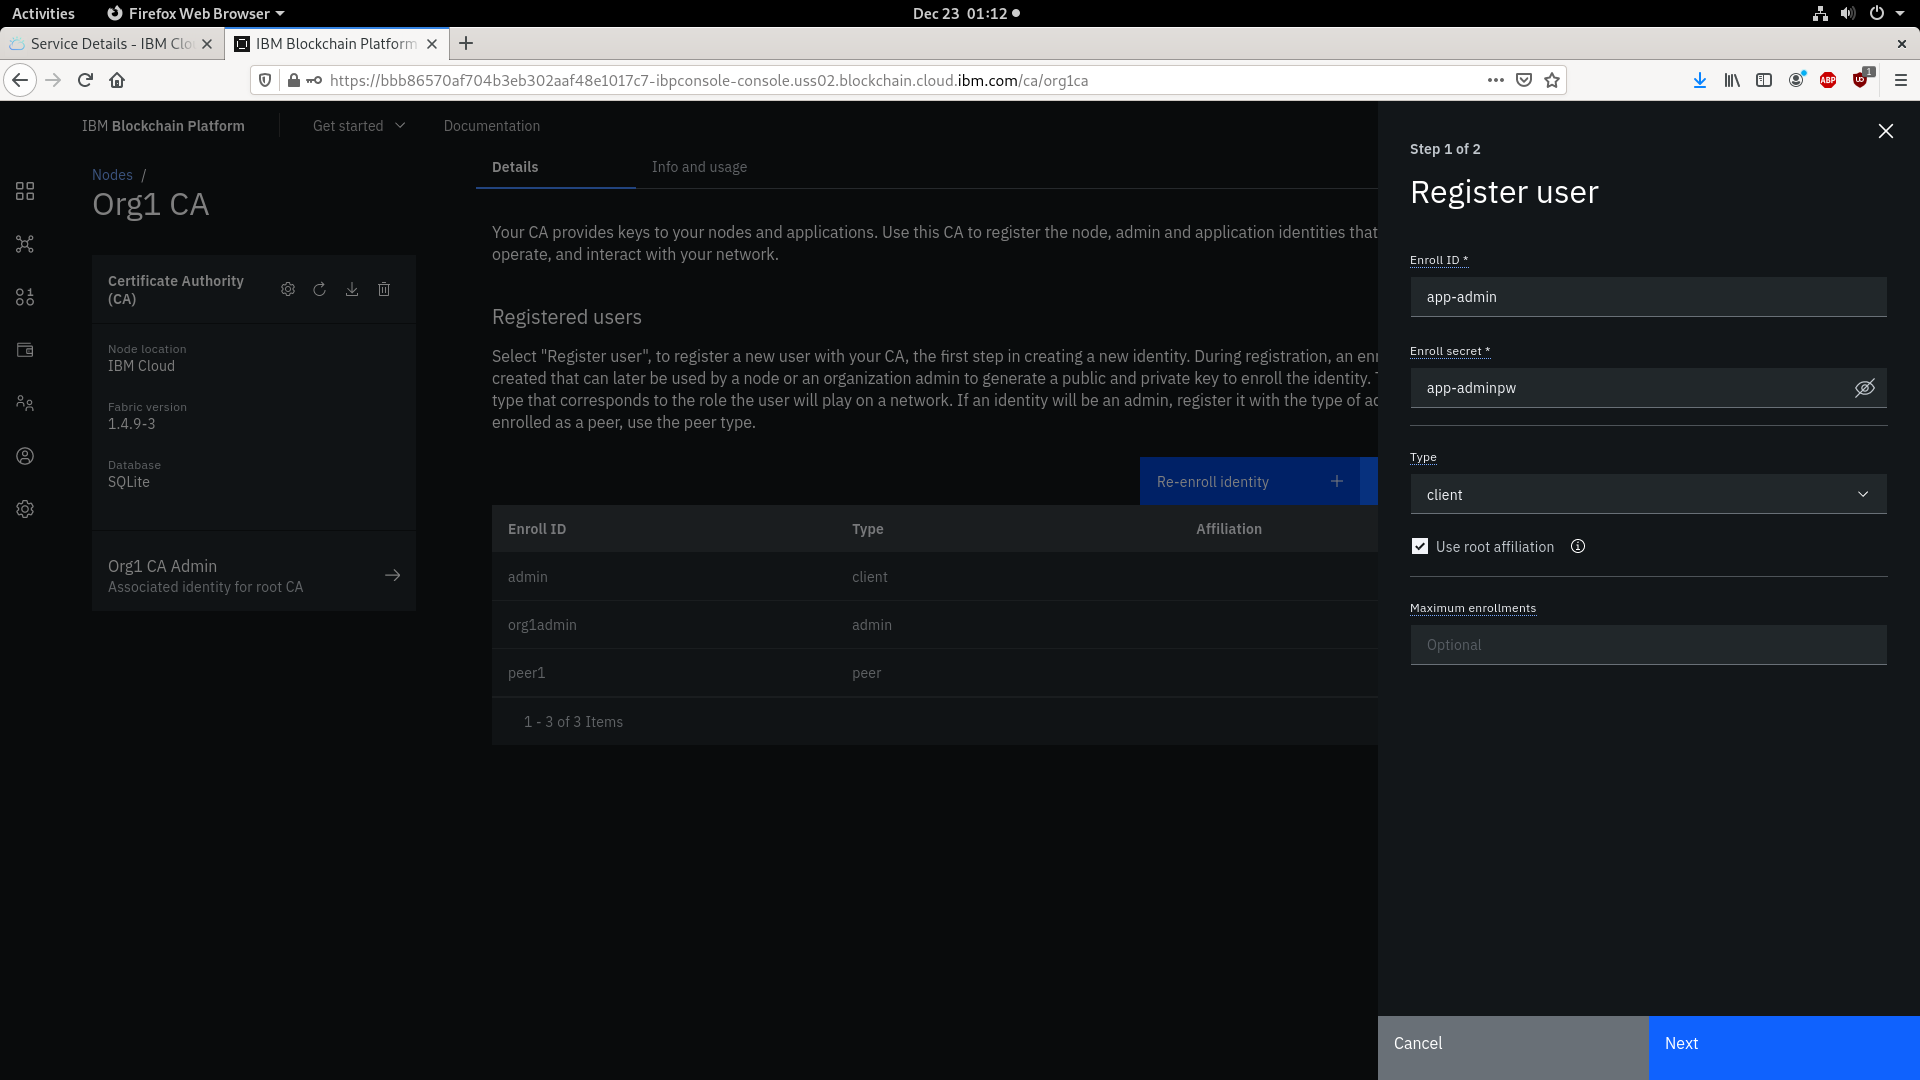 Activities
Firefox Web Browser
Dec 23 01:12
Service Details - IBM Clo
IBM Blockchain Platform
https://bbb86570af704b3eb302aaf48e1017c7-ibpconsole-console.uss02.blockchain.cloud.ibm.com/ca/org1ca
ABP
1
IBM Blockchain Platform
Get started
Documentation
Nodes /
Org1 CA
Certificate Authority
(CA)
Node location
IBM Cloud
Fabric version
1.4.9-3
Database
SQLite
Org1 CA Admin
Associated identity for root CA
Details
Info and usage
Your CA provides keys to your nodes and applications. Use this CA to register the node, admin and application identities that
operate, and interact with your network.
Registered users
Select "Register user", to register a new user with your CA, the first step in creating a new identity. During registration, an en
created that can later be used by a node or an organization admin to generate a public and private key to enroll the identity.
type that corresponds to the role the user will play on a network. If an identity will be an admin, register it with the type of a
enrolled as a peer, use the peer type.
Re-enroll identity
Enroll ID Type Affiliation
admin client
org1admin admin
peer1 peer
1 - 3 of 3 Items
Step 1 of 2
Register user
Enroll ID *
app-admin
Enroll secret *
app-adminpw
Type
client
Use root affiliation
Maximum enrollments
Optional
Cancel
Next